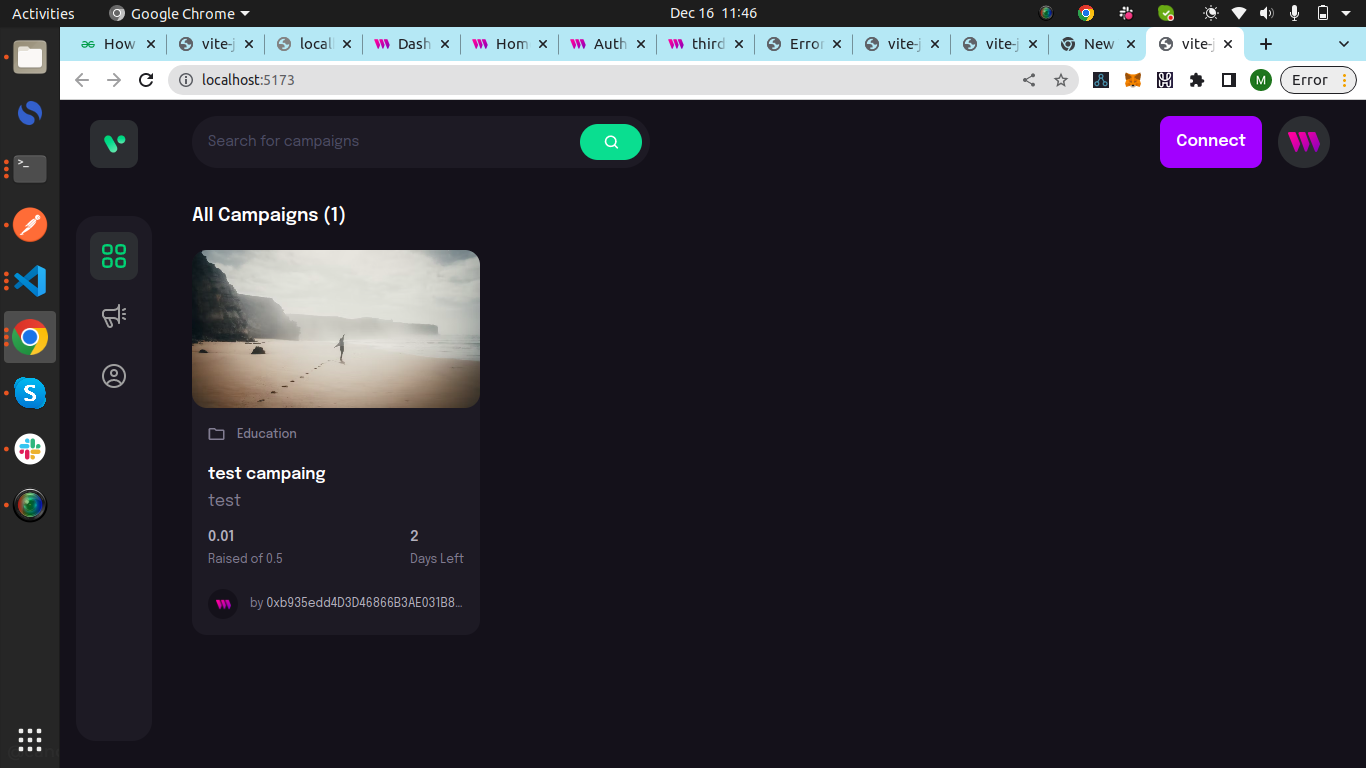 Activities Google Chrome Dec 16 11:46
How vite-j locall Dash Hom Auth third Error vite-j vite-j New vite-j
localhost:5173 M Error
Search for campaigns Connect
All Campaigns (1)
Education
test campaing
test
0.01 2
Raised of 0.5 Days Left
by 0xb935edd4D3D46866B3AE031B8...